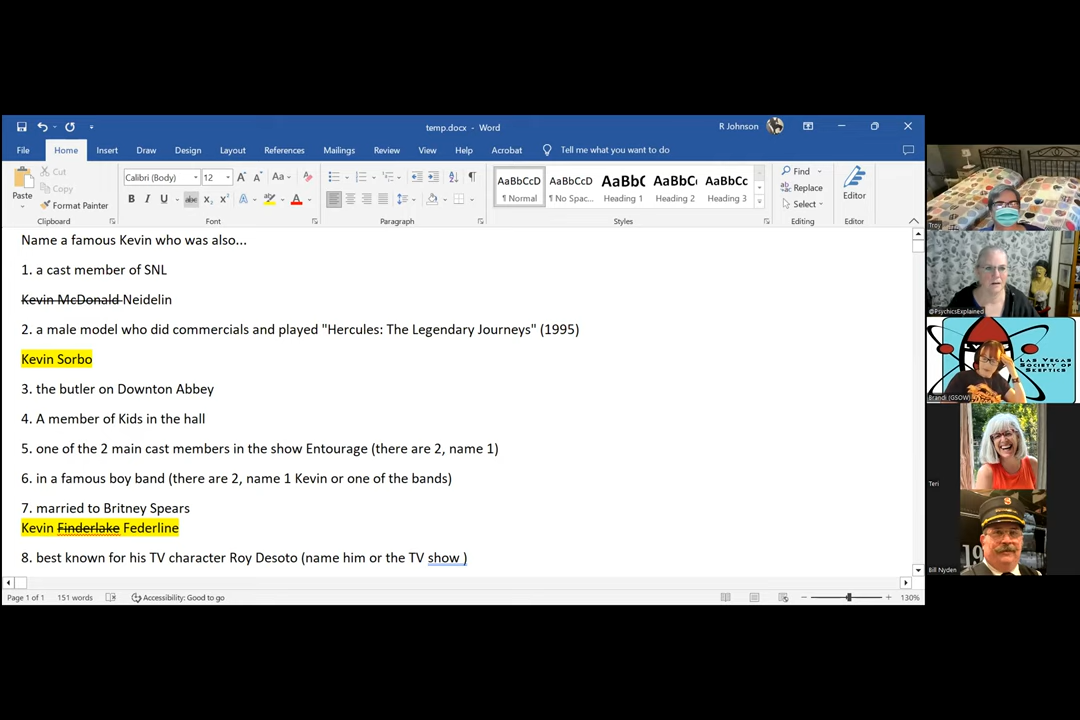 temp.docx - Word
R Johnson
File Home Insert Draw Design Layout References Mailings Review View Help Acrobat Tell me what you want to do
Paste
Cut
Copy
Format Painter
Calibri (Body) 12
AaBbCcD AaBbCcD AaBbC AaBbCc AaBbCc
¶ Normal ¶ No Spac... Heading 1 Heading 2 Heading 3
Find
Replace
Select
Editor
Clipboard Font Paragraph Styles Editing Editor
Name a famous Kevin who was also...
1. a cast member of SNL
Kevin McDonald Neidelin
2. a male model who did commercials and played "Hercules: The Legendary Journeys" (1995)
Kevin Sorbo
3. the butler on Downton Abbey
4. A member of Kids in the hall
5. one of the 2 main cast members in the show Entourage (there are 2, name 1)
6. in a famous boy band (there are 2, name 1 Kevin or one of the bands)
7. married to Britney Spears
Kevin Finderlake Federline
8. best known for his TV character Roy Desoto (name him or the TV show )
Page 1 of 1 151 words Accessibility: Good to go 130%
Troy
@PsychicsExplained
LAS VEGAS
SOCIETY OF
SKEPTICS
Brandi (GSOW)
Teri
Bill Nyden